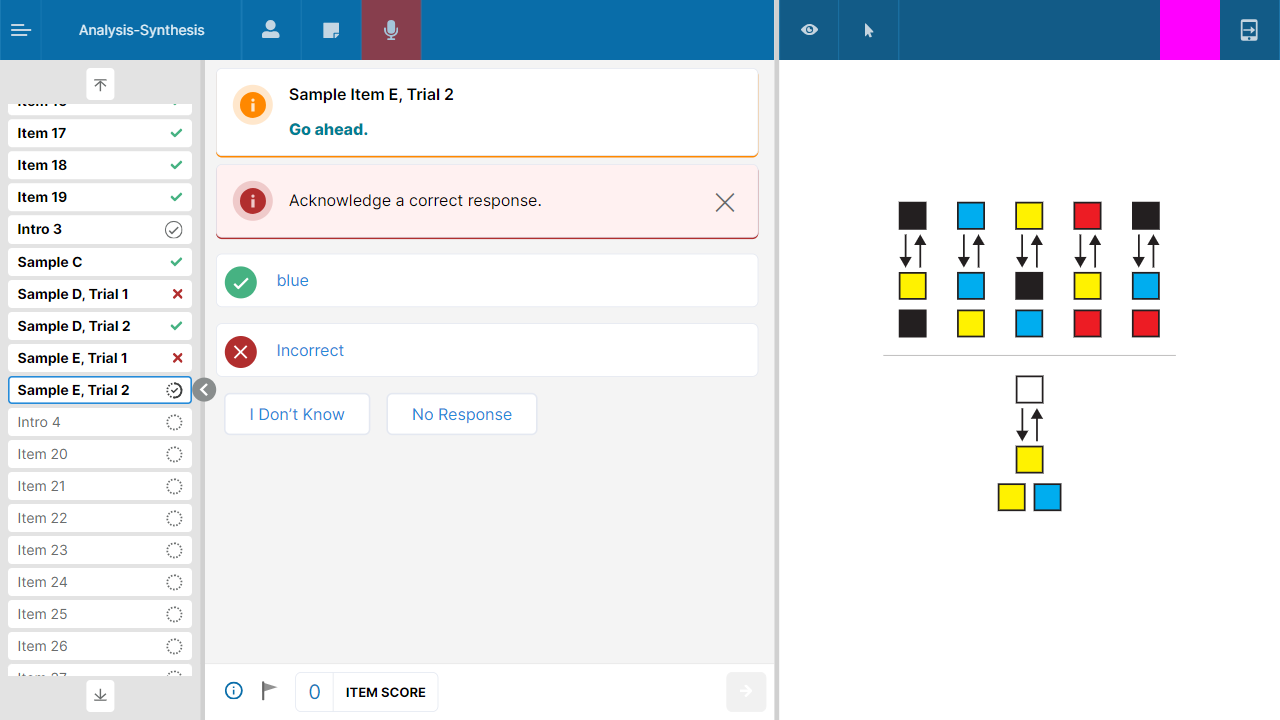 Analysis-Synthesis
Item 17
Item 18
Item 19
Intro 3
Sample C
Sample D, Trial 1
Sample D, Trial 2
Sample E, Trial 1
Sample E, Trial 2
Intro 4
Item 20
Item 21
Item 22
Item 23
Item 24
Item 25
Item 26
Sample Item E, Trial 2
Go ahead.
Acknowledge a correct response.
blue
Incorrect
I Don’t Know
No Response
0 ITEM SCORE